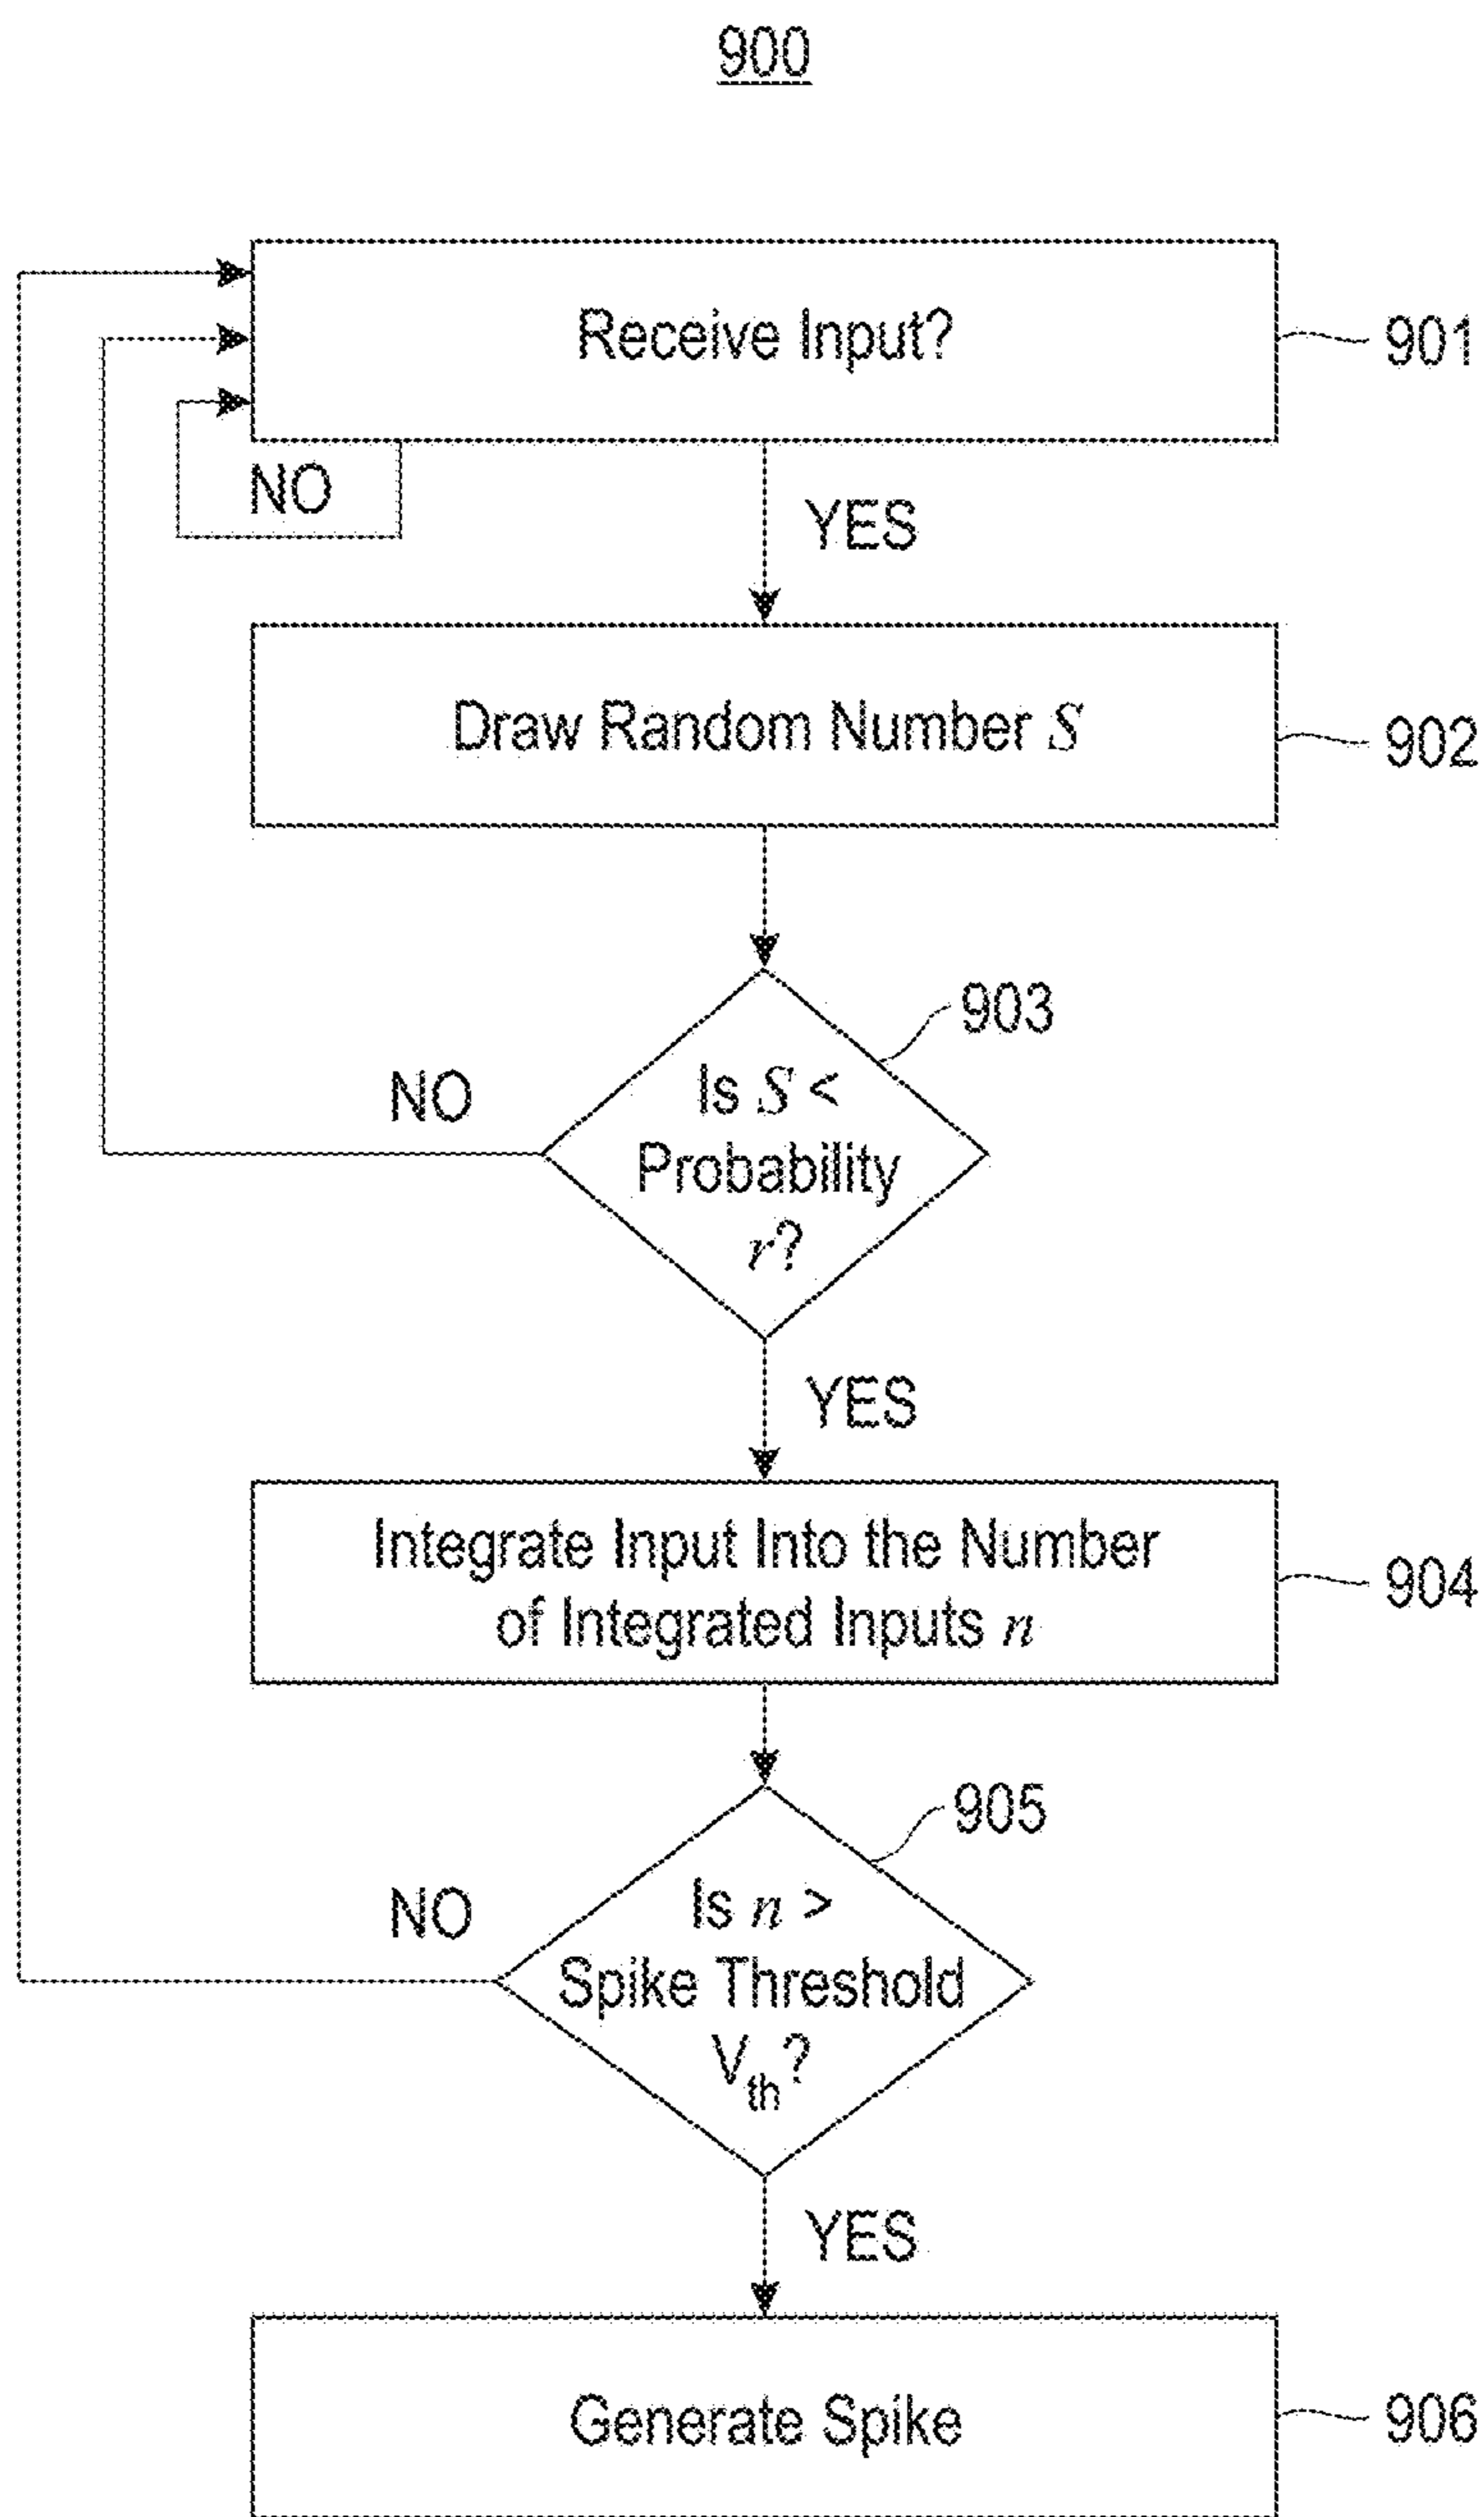 900
Receive Input?
901
NO
YES
Draw Random Number S
902
903
Is S <
Probability
r?
NO
YES
Integrate Input Into the Number
of Integrated Inputs n
904
905
Is n >
Spike Threshold
Vth?
NO
YES
Generate Spike
906